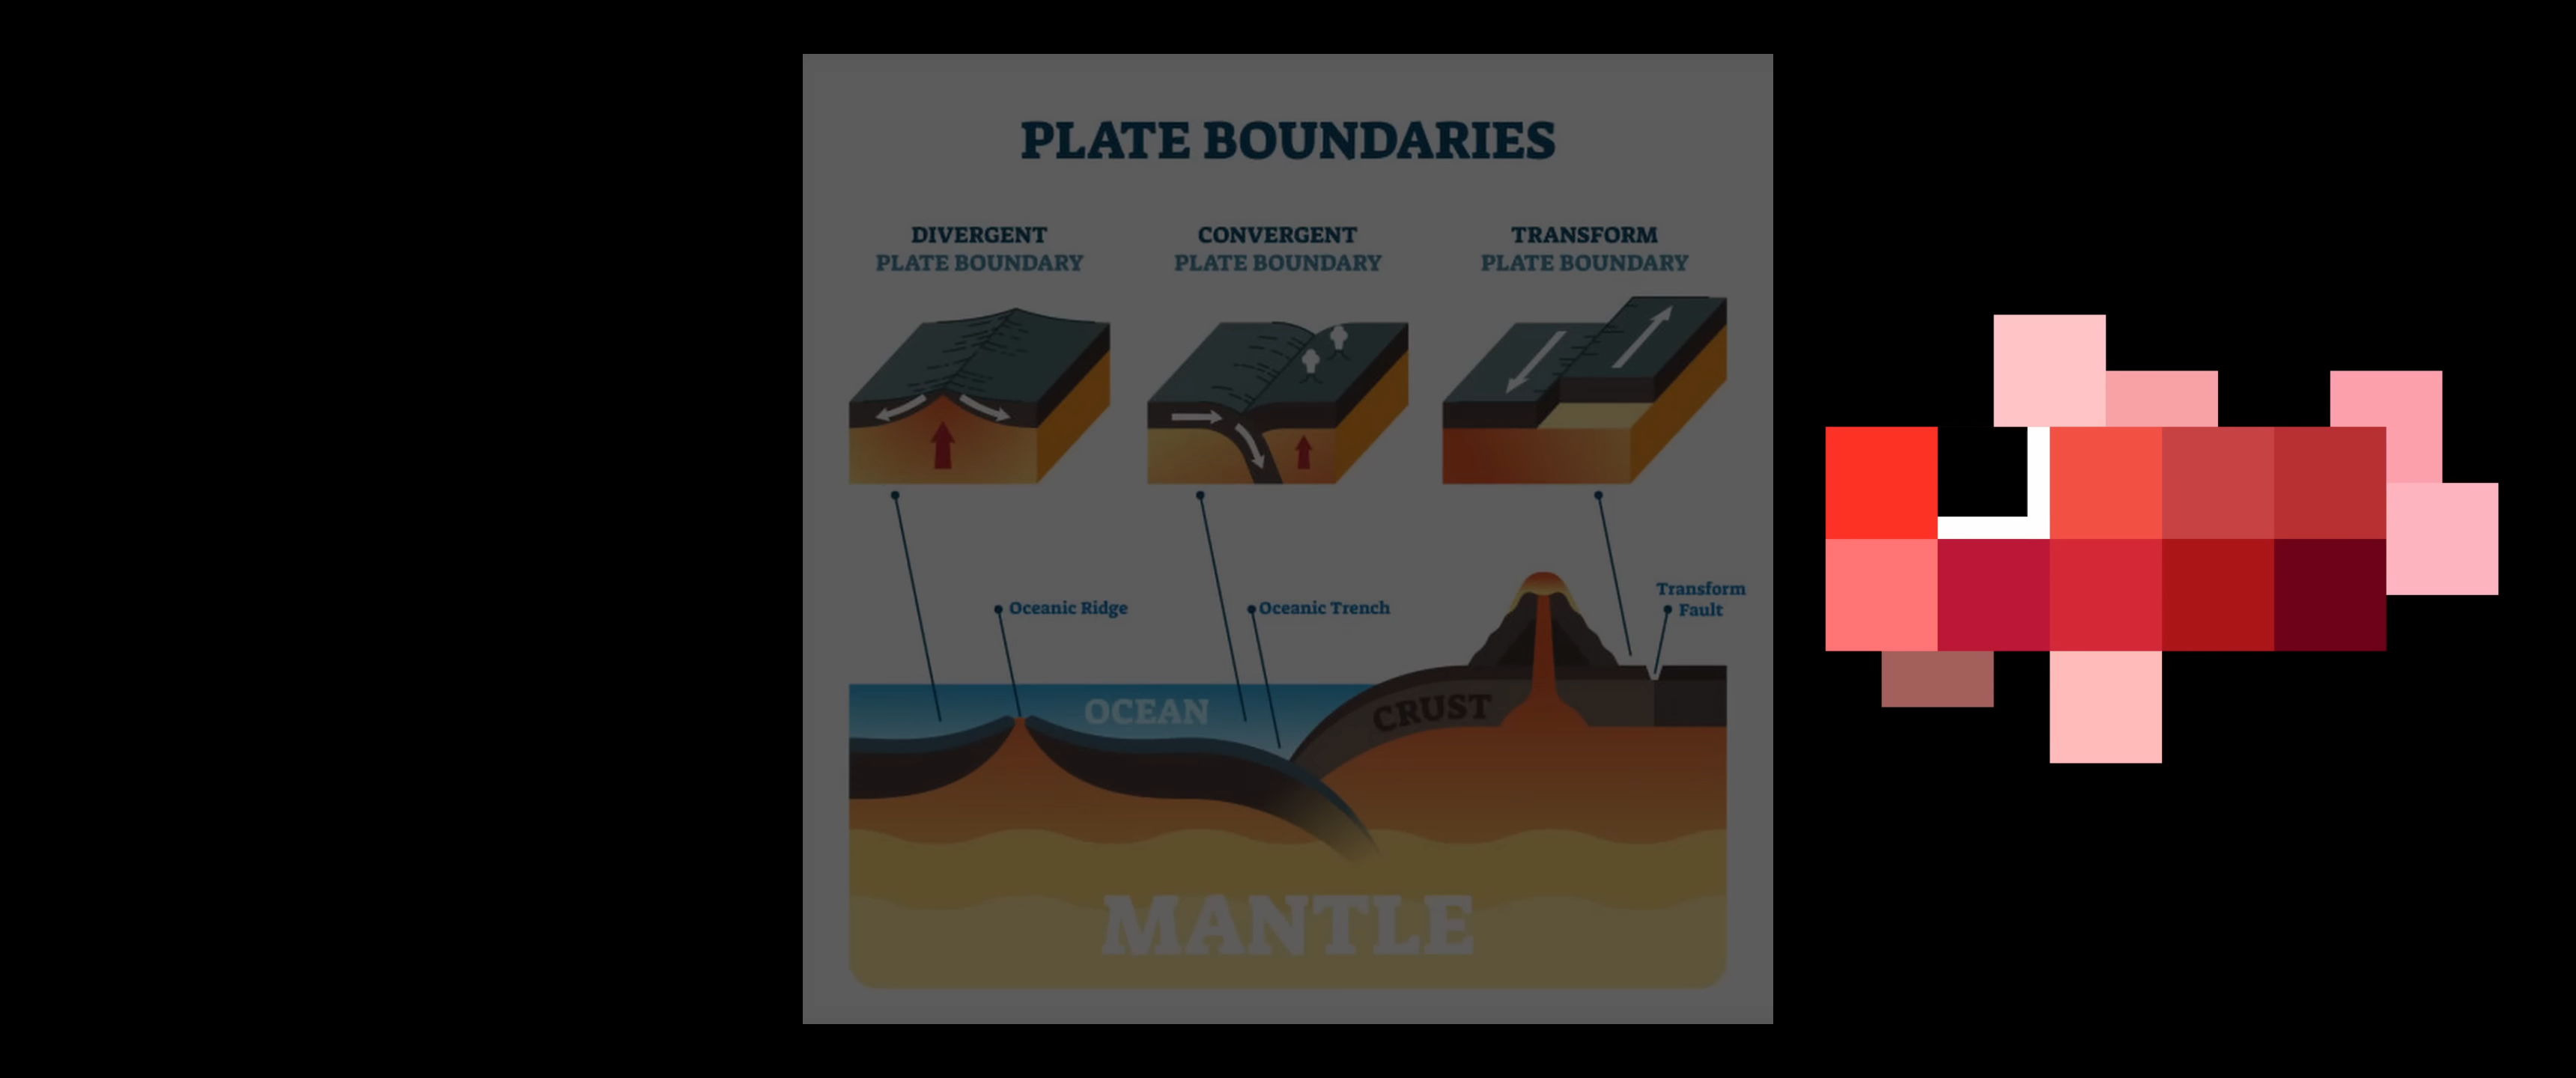 PLATE BOUNDARIES
DIVERGENT
PLATE BOUNDARY
CONVERGENT
PLATE BOUNDARY
TRANSFORM
PLATE BOUNDARY
Oceanic Ridge
Oceanic Trench
Transform
Fault
OCEAN
CRUST
MANTLE